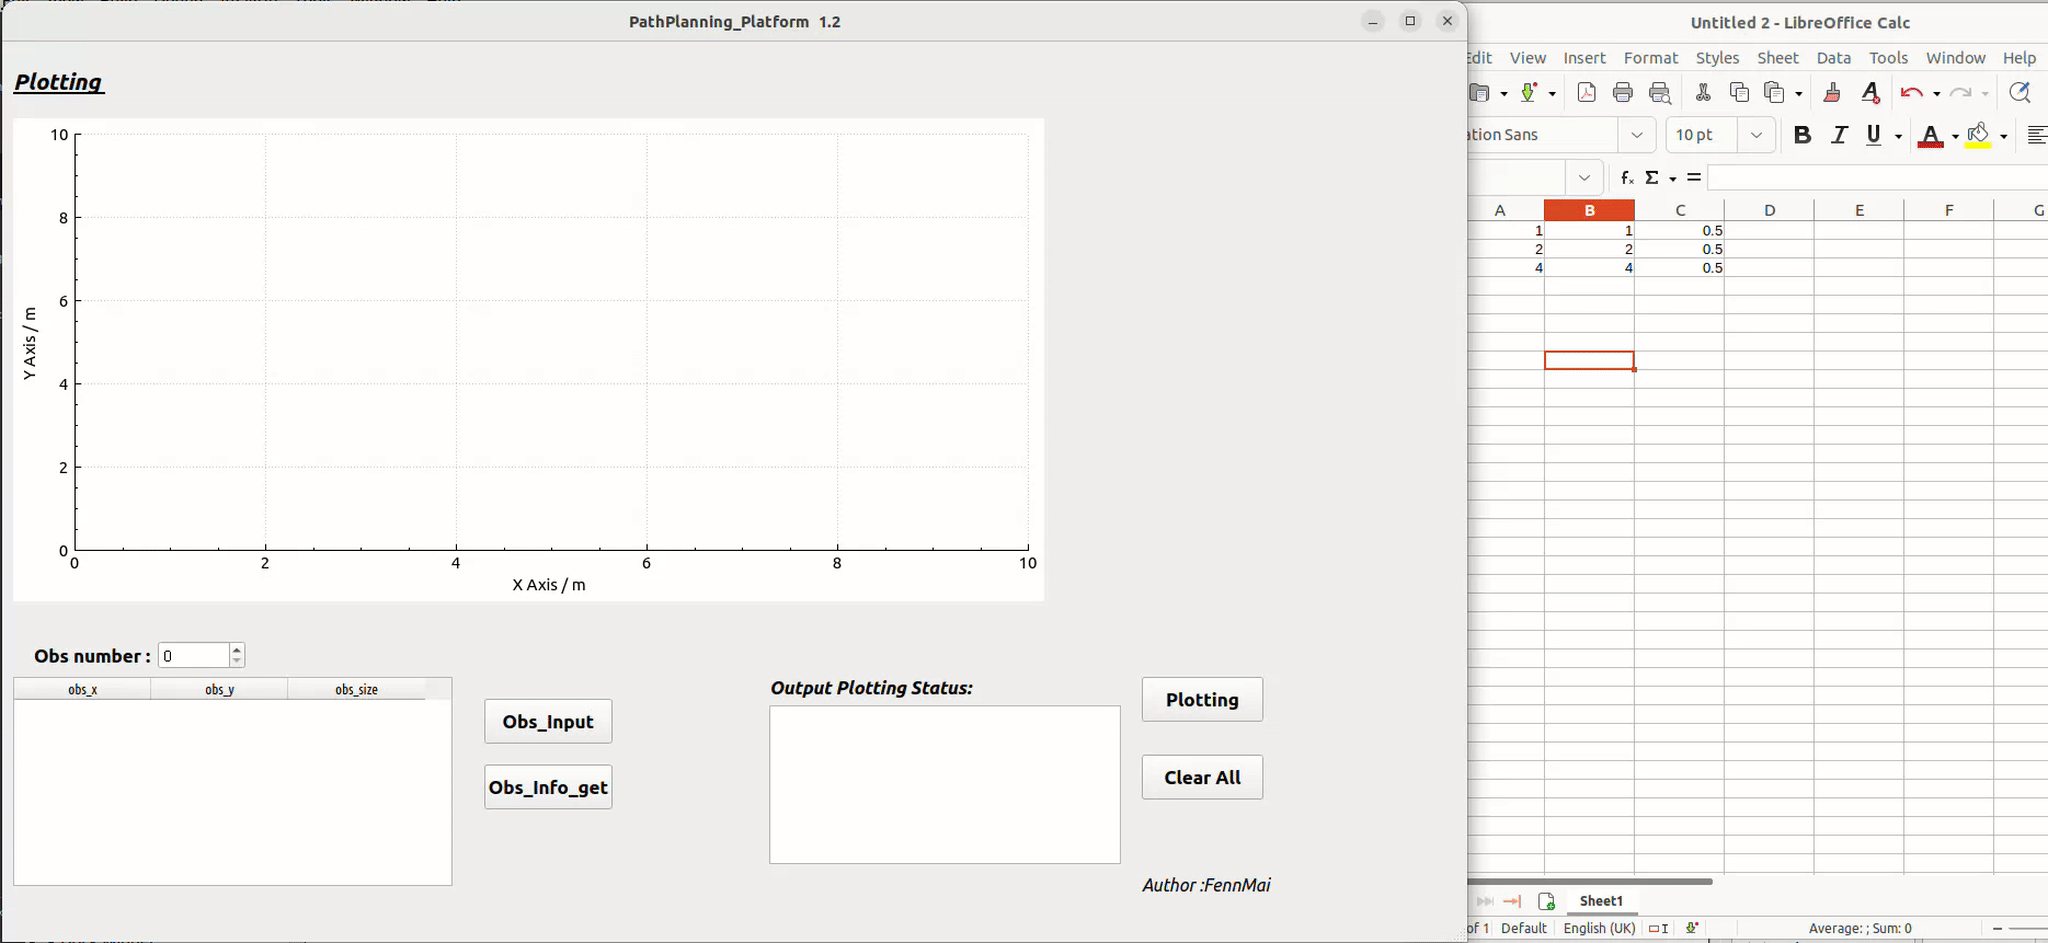 PathPlanning_Platform 1.2
Plotting
10
8
6
4
2
0
Y Axis / m
0 2 4 6 8 10
X Axis / m
Obs number : 0
obs_x obs_y obs_size
Obs_Input
Obs_Info_get
Output Plotting Status:
Plotting
Clear All
Author :FennMai
Untitled 2 - LibreOffice Calc
Edit View Insert Format Styles Sheet Data Tools Window Help
ation Sans 10 pt B I U A
fx Σ =
A B C D E F G
1 1 0.5
2 2 0.5
4 4 0.5
Sheet1
of 1 Default English (UK) Average: ; Sum: 0